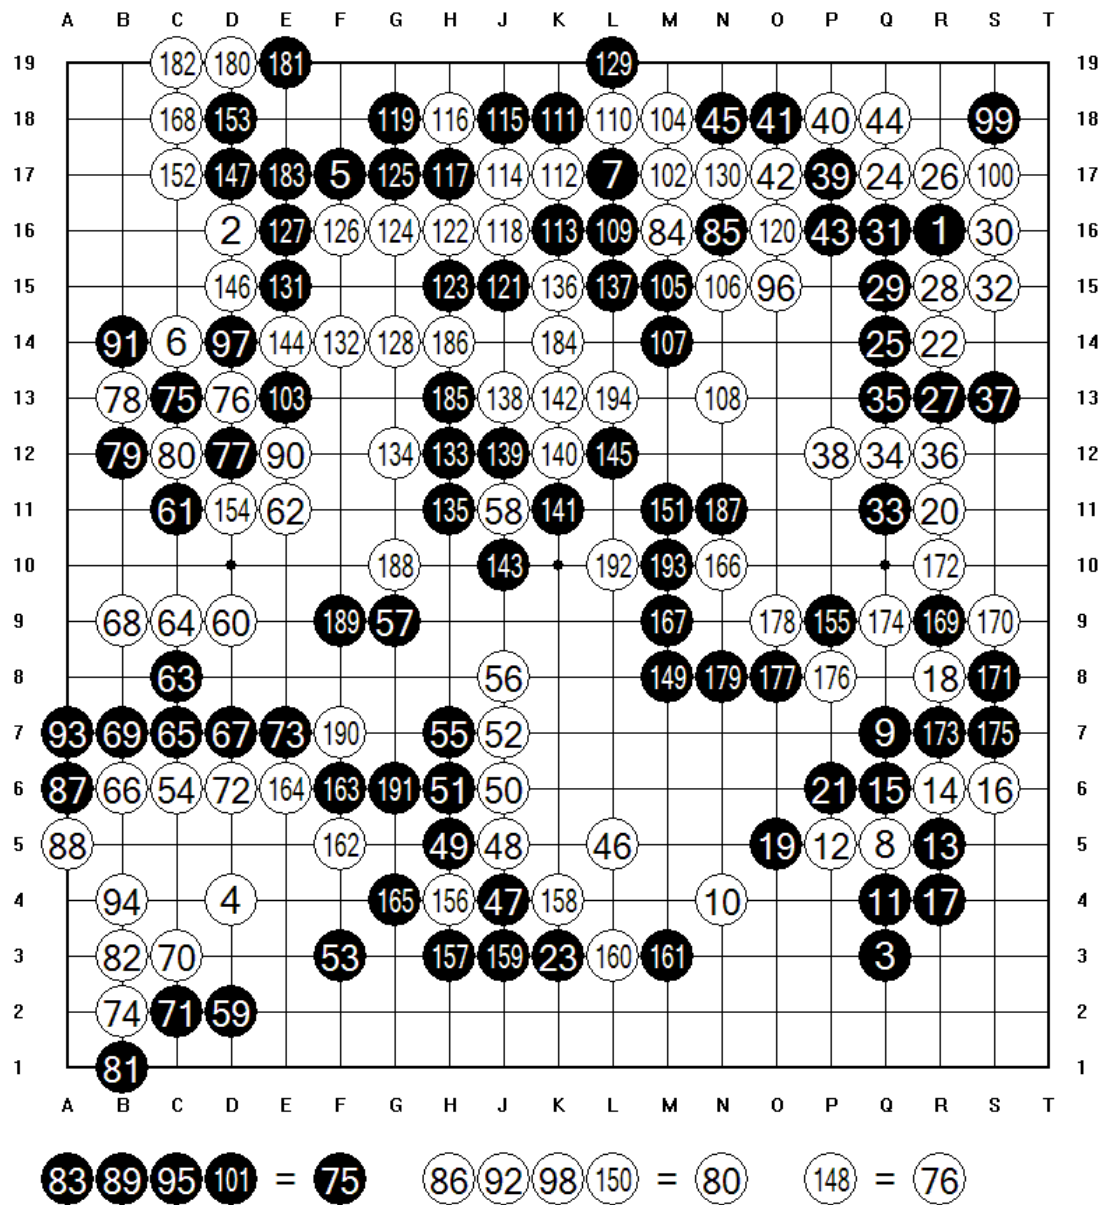 A B C D E F G H J K L M N O P Q R S T
19 182 180 181 129 19
18 168 153 119 116 115 111 110 104 45 41 40 44 99 18
17 152 147 183 5 125 117 114 112 7 102 130 42 39 24 26 100 17
16 2 127 126 124 122 118 113 109 84 85 120 43 31 1 30 16
15 146 131 123 121 136 137 105 106 96 29 28 32 15
14 91 6 97 144 132 128 186 184 107 25 22 14
13 78 75 76 103 185 138 142 194 108 35 27 37 13
12 79 80 77 90 134 133 139 140 145 38 34 36 12
11 61 154 62 135 58 141 151 187 33 20 11
10 188 143 192 193 166 172 10
9 68 64 60 189 57 167 178 155 174 169 170 9
8 63 56 149 179 177 176 18 171 8
7 93 69 65 67 73 190 55 52 9 173 175 7
6 87 66 54 72 164 163 191 51 50 21 15 14 16 6
5 88 162 49 48 46 19 12 8 13 5
4 94 4 165 156 47 158 10 11 17 4
3 82 70 53 157 159 23 160 161 3 3
2 74 71 59 2
1 81 1
A B C D E F G H J K L M N O P Q R S T
83 89 95 101 = 75 86 92 98 150 = 80 148 = 76